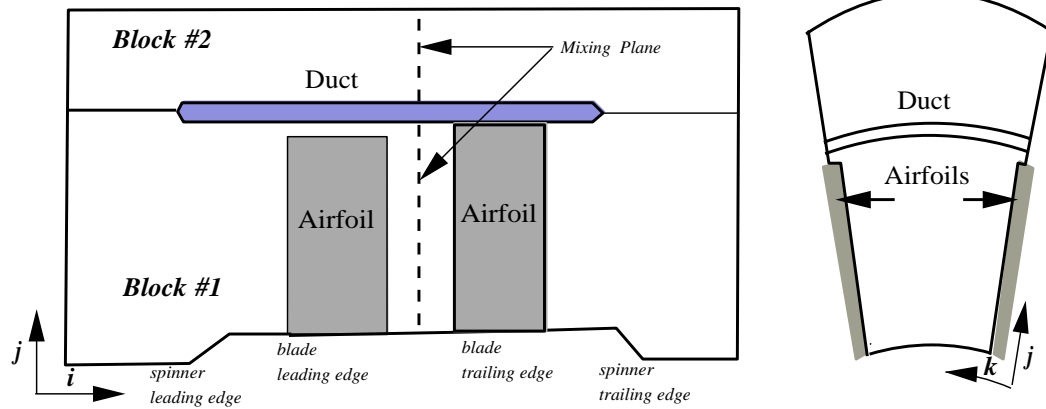 Block #2
Mixing Plane
Duct
Airfoil
Airfoil
Block #1
j
i
blade
leading edge
blade
trailing edge
spinner
leading edge
spinner
trailing edge
Duct
Airfoils
k
j